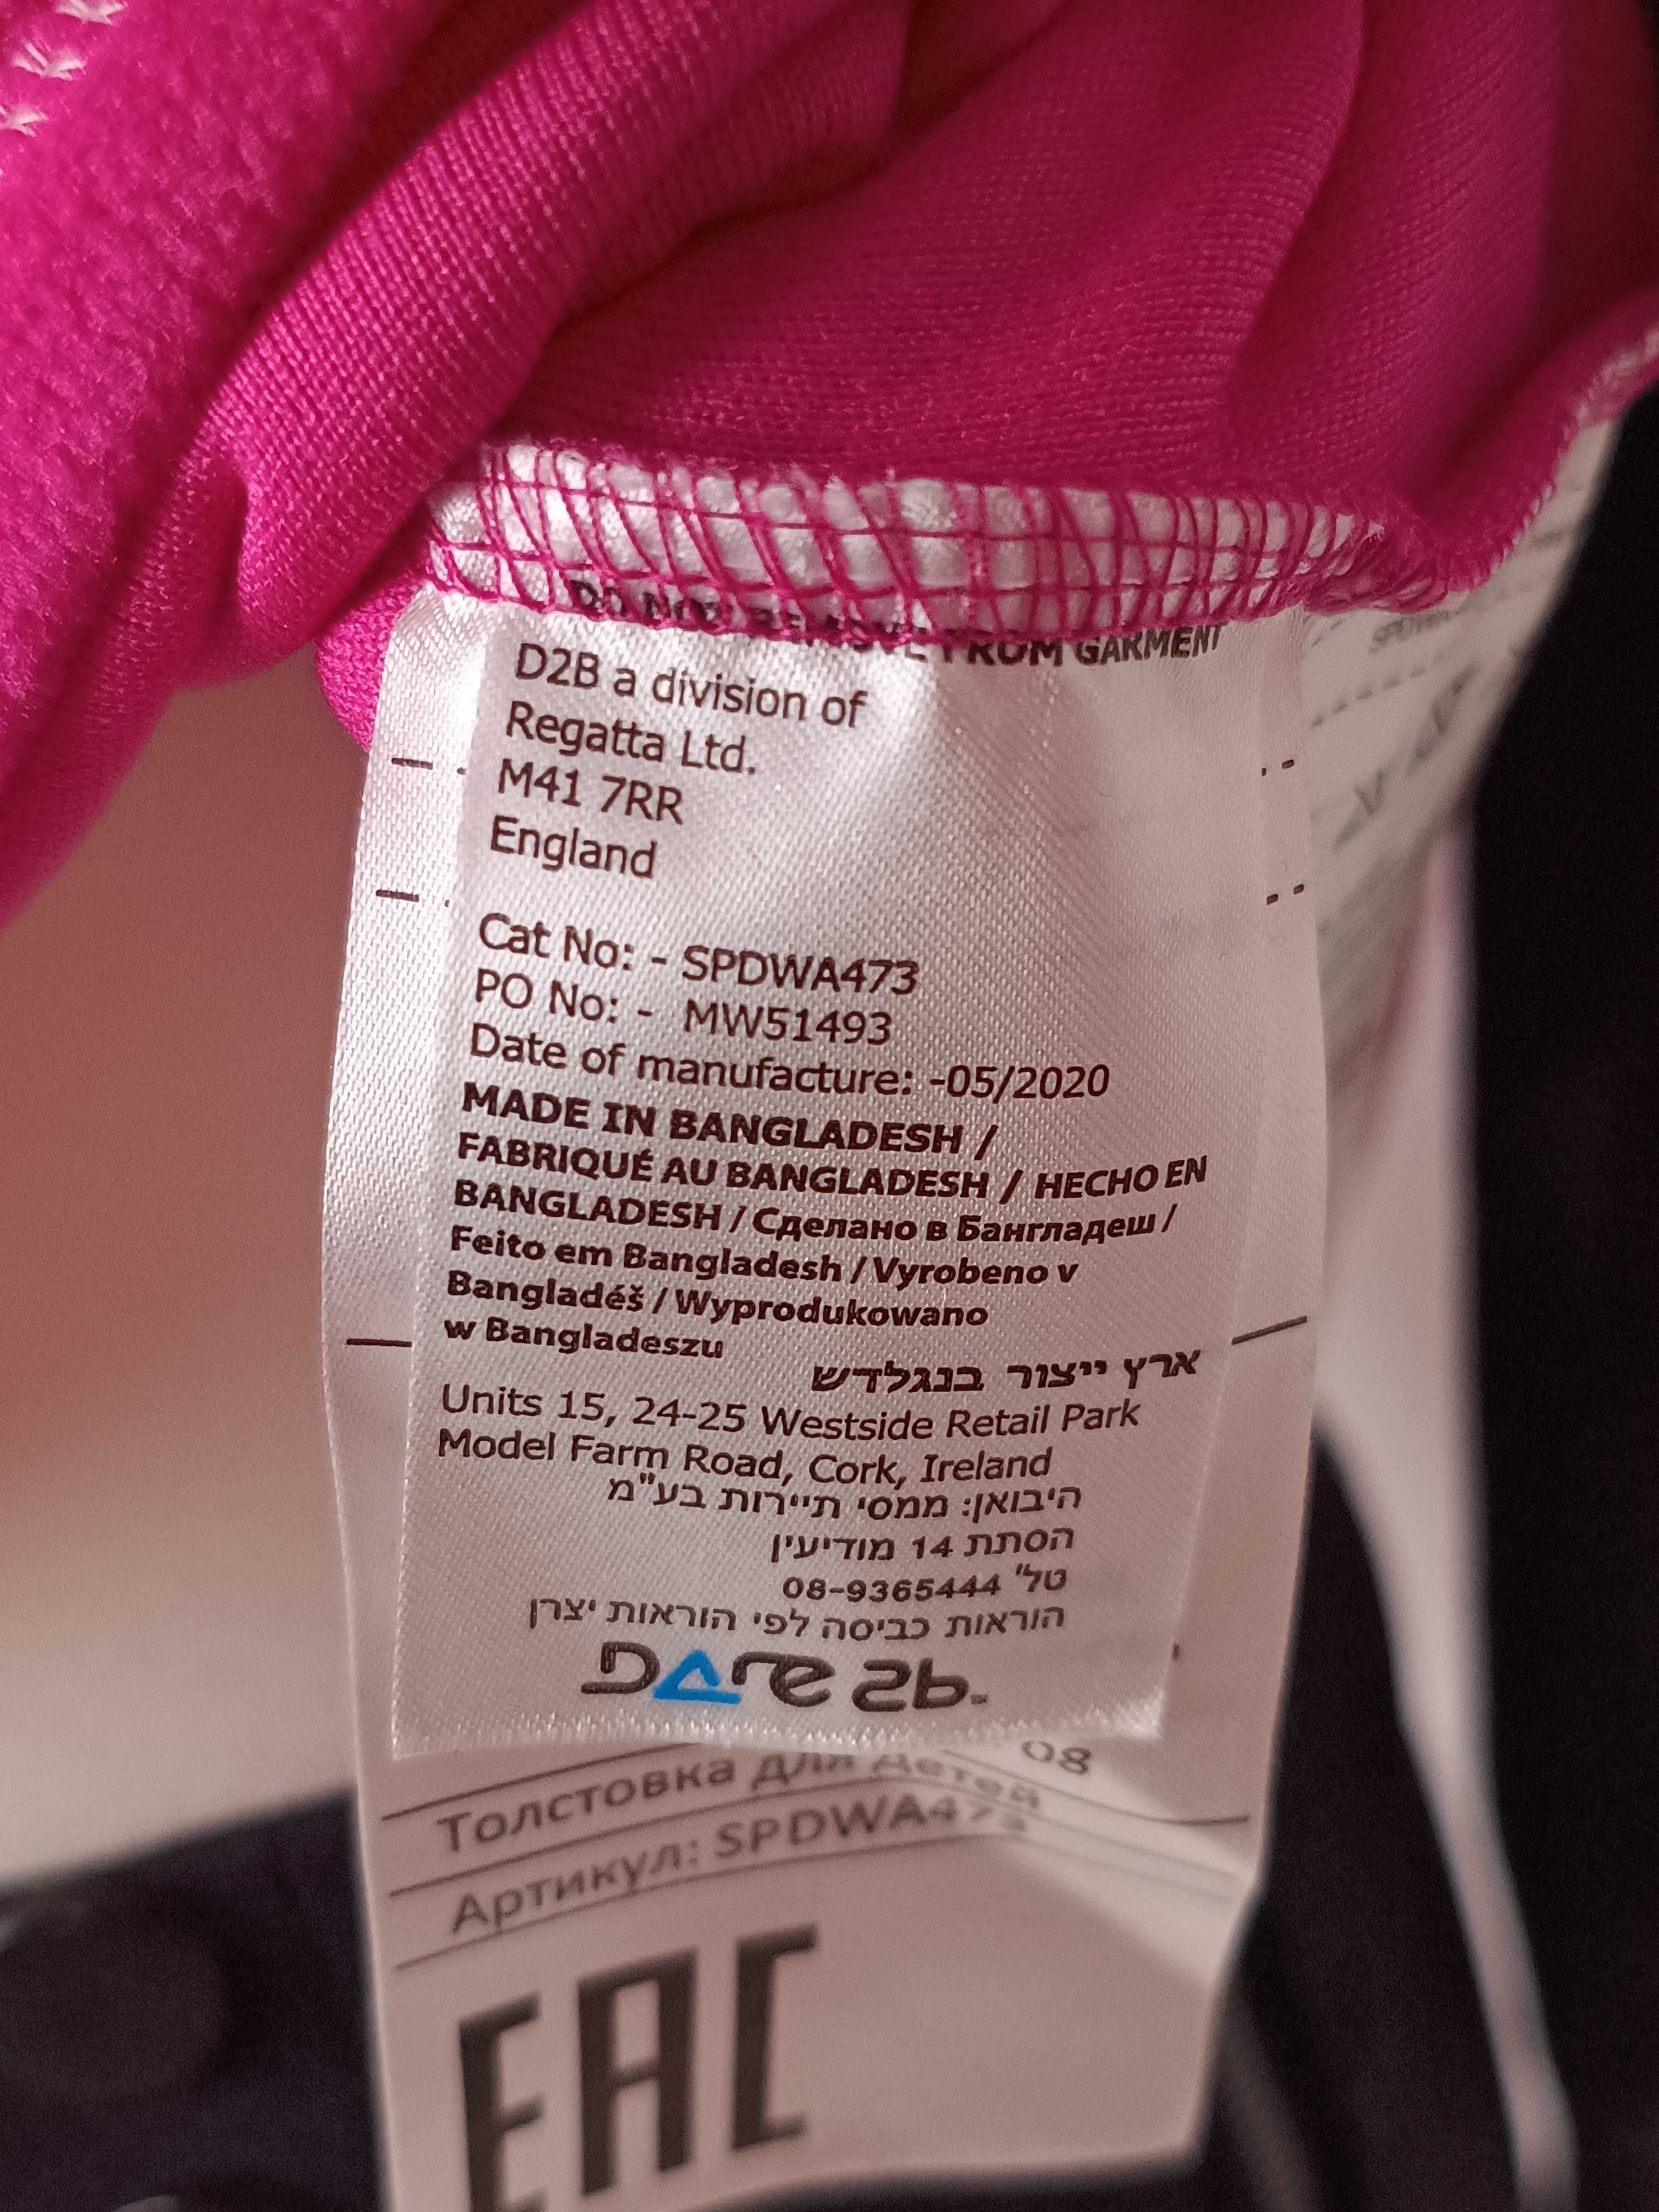 DO NOT REMOVE FROM GARMENT
D2B a division of
Regatta Ltd.
M41 7RR
England
Cat No: - SPDWA473
PO No: - MW51493
Date of manufacture: -05/2020
MADE IN BANGLADESH /
FABRIQUÉ AU BANGLADESH / HECHO EN
BANGLADESH / Сделано в Бангладеш /
Feito em Bangladesh / Vyrobeno v
Bangladéš / Wyprodukowano
w Bangladeszu
ארץ ייצור בנגלדש
Units 15, 24-25 Westside Retail Park
Model Farm Road, Cork, Ireland
היבואן: ממסי תיירות בע"מ
הסתת 14 מודיעין
טל' 08-9365444
הוראות כביסה לפי הוראות יצרן
DARE 2b
08
Толстовка для детей
Артикул: SPDWA473
EAC